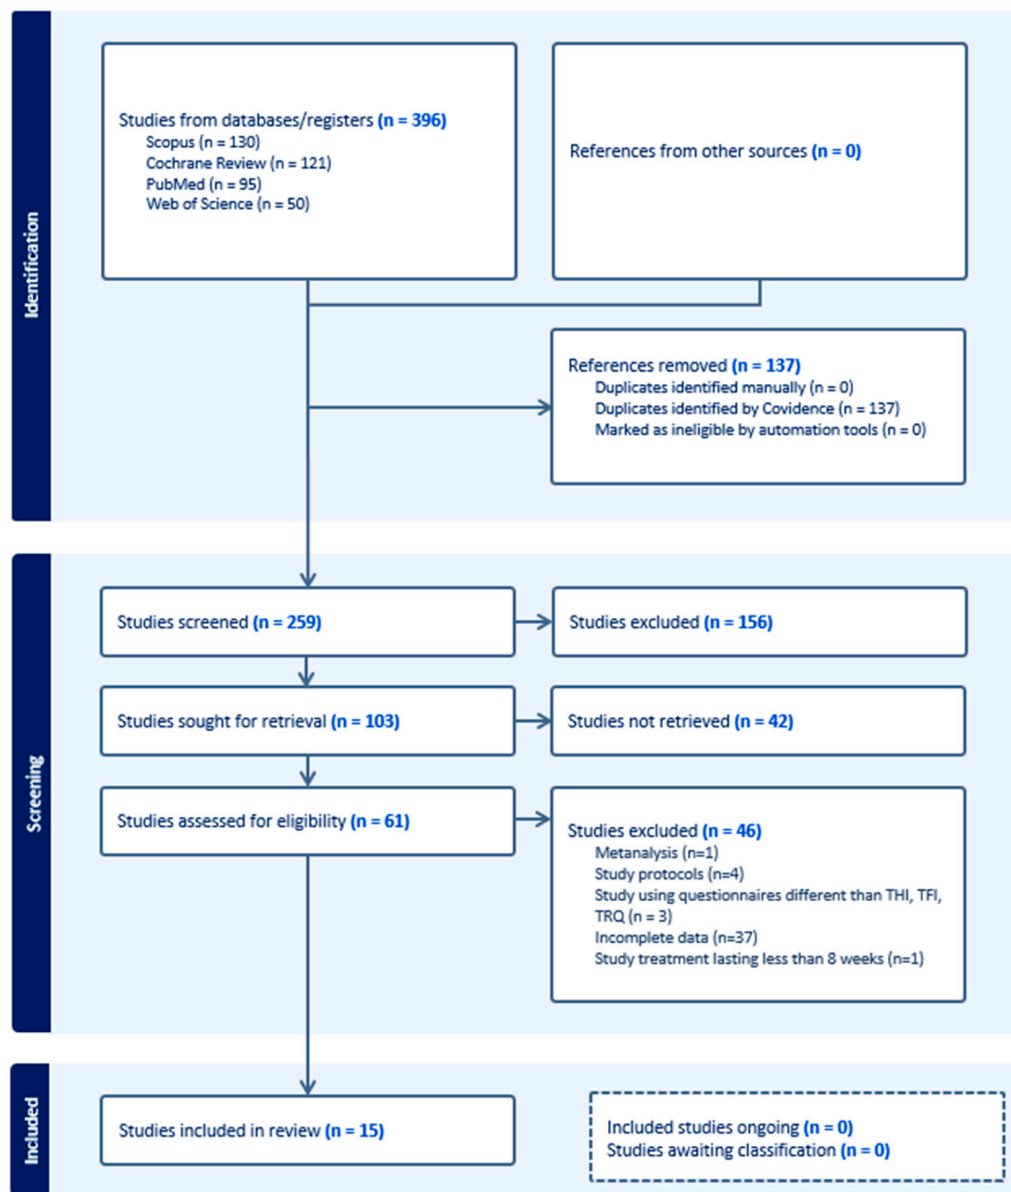 Identification
Studies from databases/registers (n = 396)
Scopus (n = 130)
Cochrane Review (n = 121)
PubMed (n = 95)
Web of Science (n = 50)
References from other sources (n = 0)
References removed (n = 137)
Duplicates identified manually (n = 0)
Duplicates identified by Covidence (n = 137)
Marked as ineligible by automation tools (n = 0)
Screening
Studies screened (n = 259)
Studies excluded (n = 156)
Studies sought for retrieval (n = 103)
Studies not retrieved (n = 42)
Studies assessed for eligibility (n = 61)
Studies excluded (n = 46)
Metanalysis (n=1)
Study protocols (n=4)
Study using questionnaires different than THI, TFI,
TRQ (n = 3)
Incomplete data (n=37)
Study treatment lasting less than 8 weeks (n=1)
Included
Studies included in review (n = 15)
Included studies ongoing (n = 0)
Studies awaiting classification (n = 0)